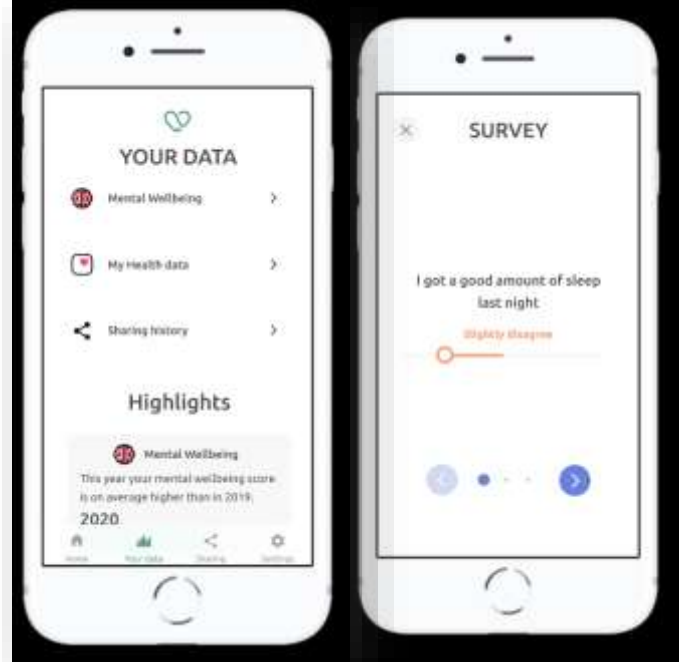 YOUR DATA
Mental Wellbeing
My Health data
Sharing history
Highlights
Mental Wellbeing
This year your mental wellbeing score
is on average higher than in 2019.
2020
Home
Your data
Sharing
Settings
SURVEY
I got a good amount of sleep
last night
Slightly disagree